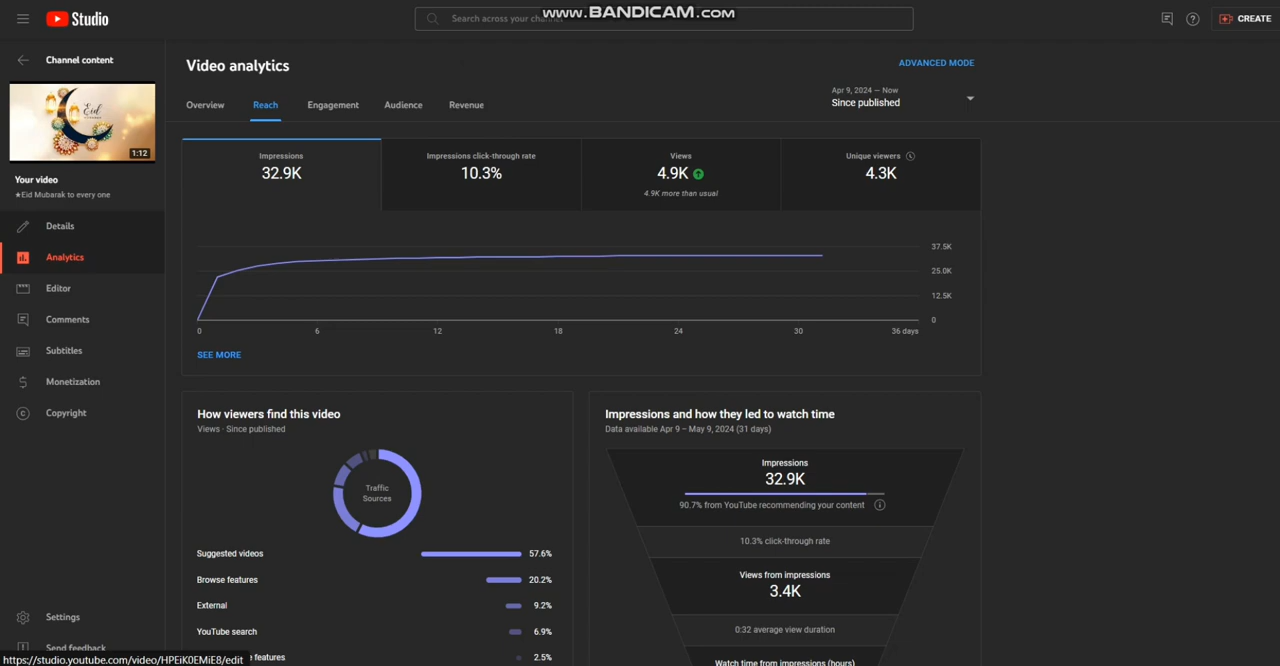 Studio
Search across your channel
www.BANDICAM.com
CREATE
Channel content
Eid
1:12
Your video
★Eid Mubarak to every one
Details
Analytics
Editor
Comments
Subtitles
Monetization
Copyright
Settings
Send feedback
https://studio.youtube.com/video/HPEiK0EMiE8/edit
Video analytics
ADVANCED MODE
Overview
Reach
Engagement
Audience
Revenue
Apr 9, 2024 — Now
Since published
Impressions
32.9K
Impressions click-through rate
10.3%
Views
4.9K
4.9K more than usual
Unique viewers
4.3K
37.5K
25.0K
12.5K
0
0 6 12 18 24 30 36 days
SEE MORE
How viewers find this video
Views · Since published
Traffic
Sources
Suggested videos 57.6%
Browse features 20.2%
External 9.2%
YouTube search 6.9%
features 2.5%
Impressions and how they led to watch time
Data available Apr 9 – May 9, 2024 (31 days)
Impressions
32.9K
90.7% from YouTube recommending your content
10.3% click-through rate
Views from impressions
3.4K
0:32 average view duration
Watch time from impressions (hours)